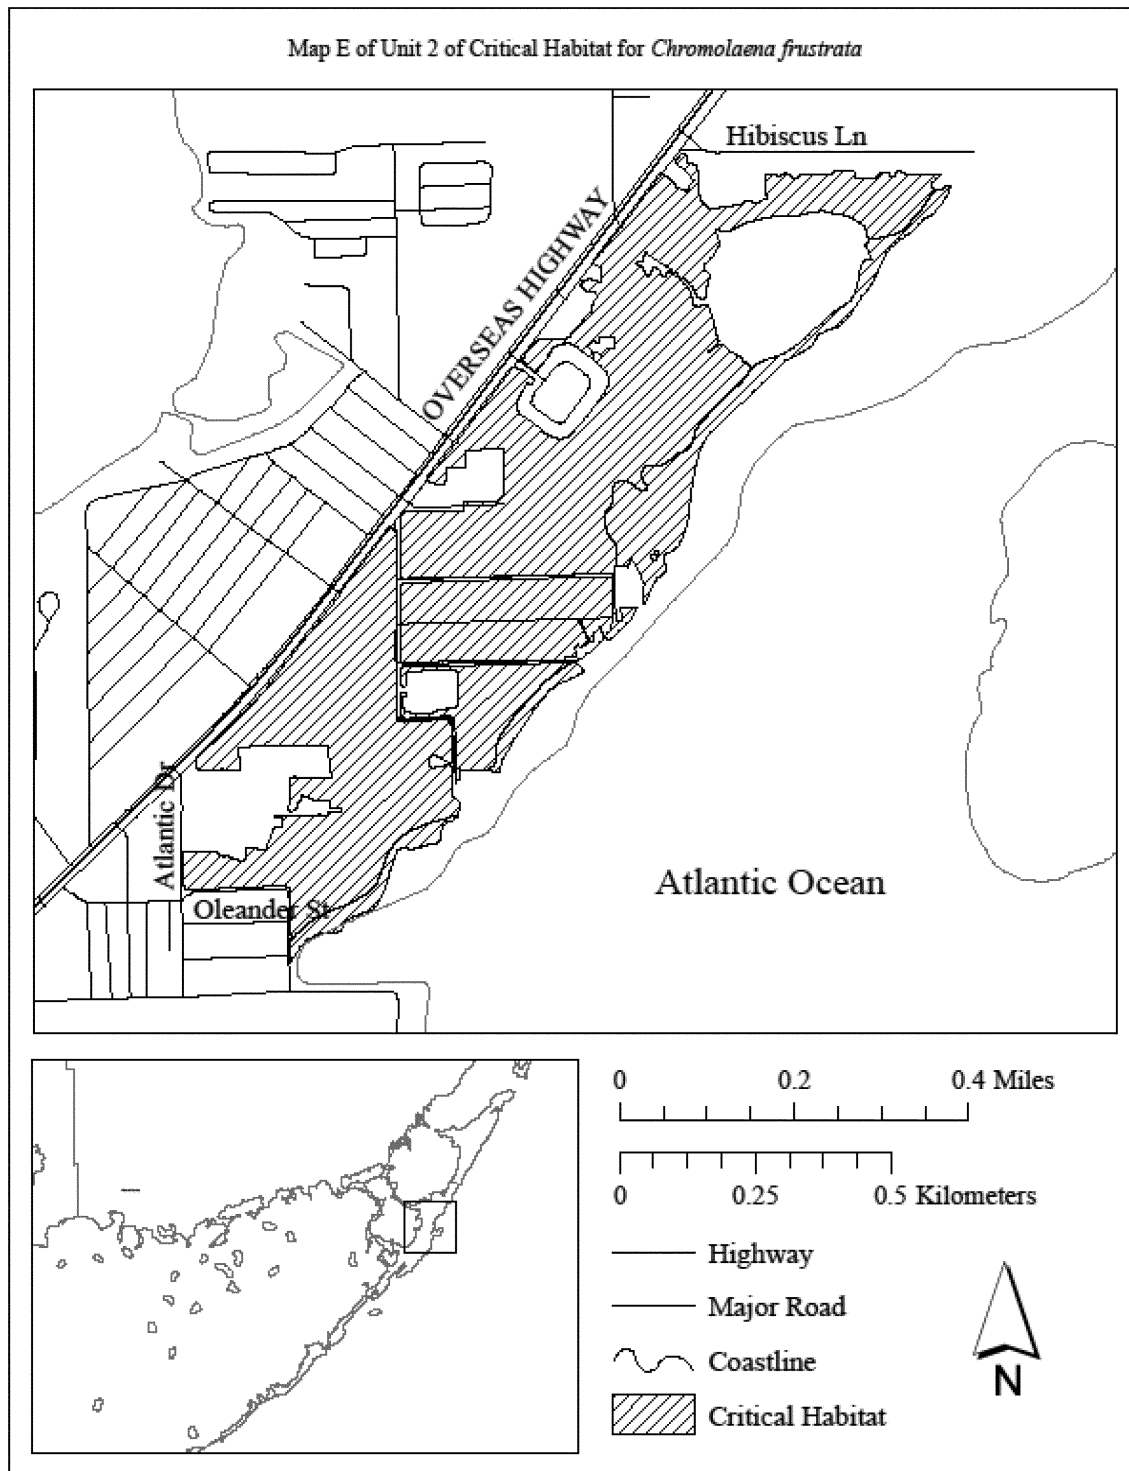 Map E of Unit 2 of Critical Habitat for Chromolaena frustrata
Hibiscus Ln
OVERSEAS HIGHWAY
Atlantic Dr
Oleander St
Atlantic Ocean
0 0.2 0.4 Miles
0 0.25 0.5 Kilometers
Highway
Major Road
Coastline
Critical Habitat
N